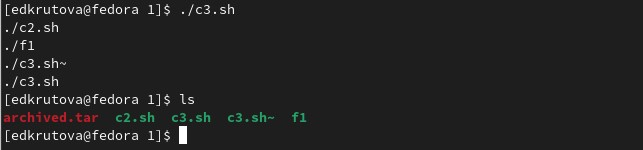 [edkrutova@fedora 1]$ ./c3.sh
./c2.sh
./f1
./c3.sh~
./c3.sh
[edkrutova@fedora 1]$ ls
archived.tar  c2.sh  c3.sh  c3.sh~  f1
[edkrutova@fedora 1]$